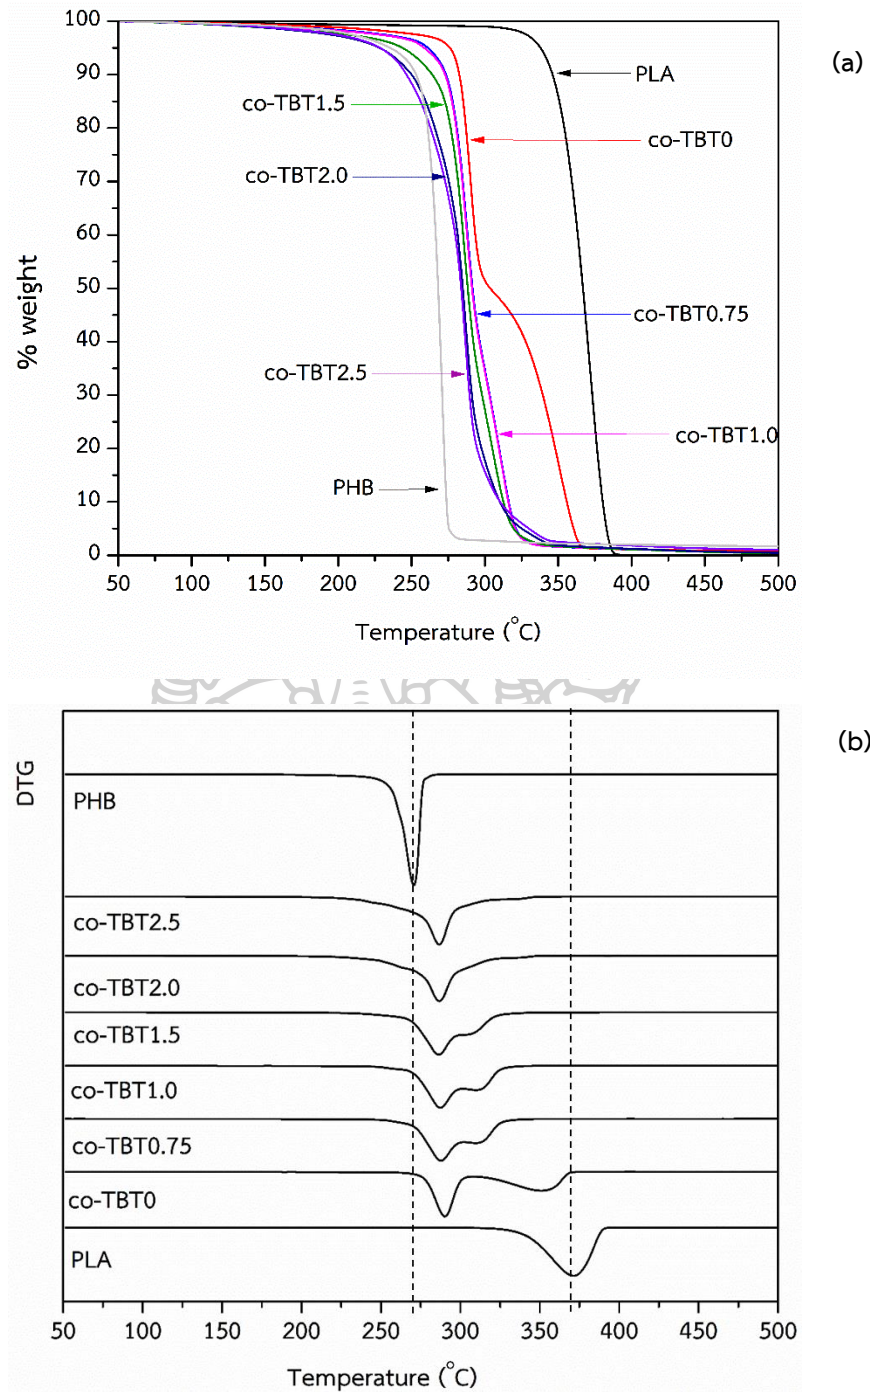 (a)
100
90
80
70
60
50
40
30
20
10
0
% weight
PLA
co-TBT1.5
co-TBT0
co-TBT2.0
co-TBT0.75
co-TBT2.5
co-TBT1.0
PHB
50 100 150 200 250 300 350 400 450 500
Temperature (°C)
(b)
DTG
PHB
co-TBT2.5
co-TBT2.0
co-TBT1.5
co-TBT1.0
co-TBT0.75
co-TBT0
PLA
50 100 150 200 250 300 350 400 450 500
Temperature (°C)